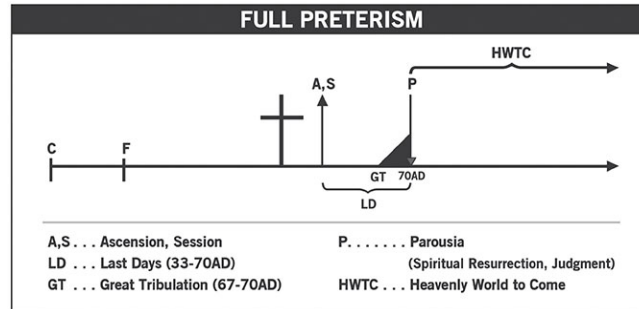 FULL PRETERISM
HWTC
A,S
P
C
F
GT
70AD
LD
A,S . . . Ascension, Session
LD . . . Last Days (33-70AD)
GT . . . Great Tribulation (67-70AD)
P. . . . . . . Parousia
(Spiritual Resurrection, Judgment)
HWTC . . . Heavenly World to Come